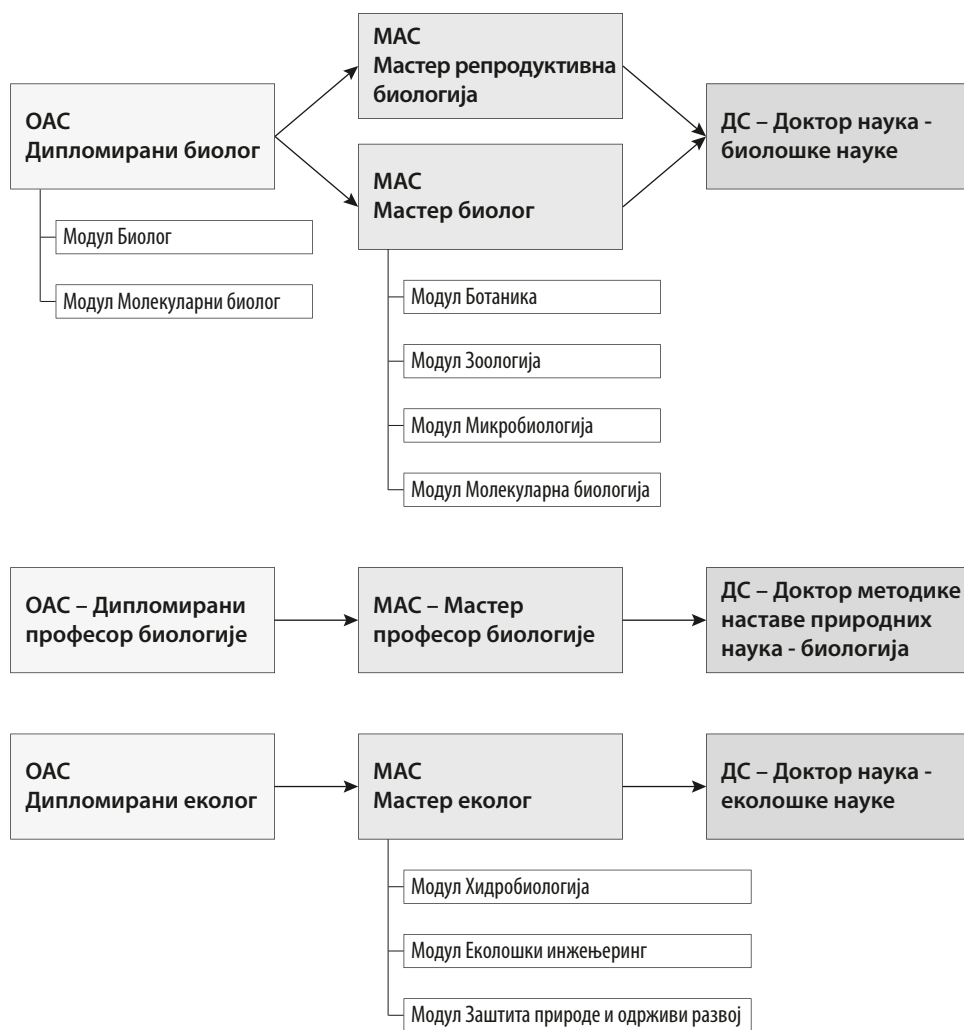 ОАС
Дипломирани биолог
Модул Биолог
Модул Молекуларни биолог
МАС
Мастер репродуктивна
биологија
МАС
Мастер биолог
Модул Ботаника
Модул Зоологија
Модул Микробиологија
Модул Молекуларна биологија
ДС – Доктор наука -
биолошке науке
ОАС – Дипломирани
професор биологије
МАС – Мастер
професор биологије
ДС – Доктор методике
наставе природних
наука - биологија
ОАС
Дипломирани еколог
МАС
Мастер еколог
Модул Хидробиологија
Модул Еколошки инжењеринг
Модул Заштита природе и одрживи развој
ДС – Доктор наука -
еколошке науке